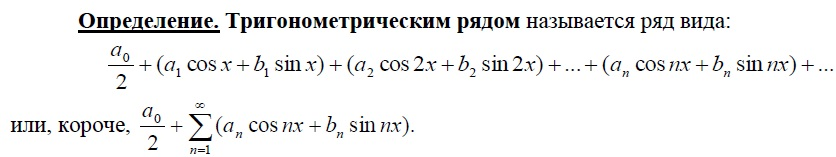 Определение. Тригонометрическим рядом называется ряд вида:
a₀/2 + (a₁ cos x + b₁ sin x) + (a₂ cos 2x + b₂ sin 2x) + ... + (aₙ cos nx + bₙ sin nx) + ...
или, короче, a₀/2 + ∑_{n=1}^{∞} (aₙ cos nx + bₙ sin nx).